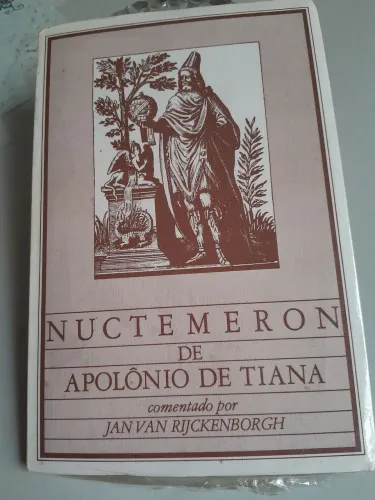 NUCTEMERON
DE
APOLÔNIO DE TIANA
comentado por
JAN VAN RIJCKENBORGH